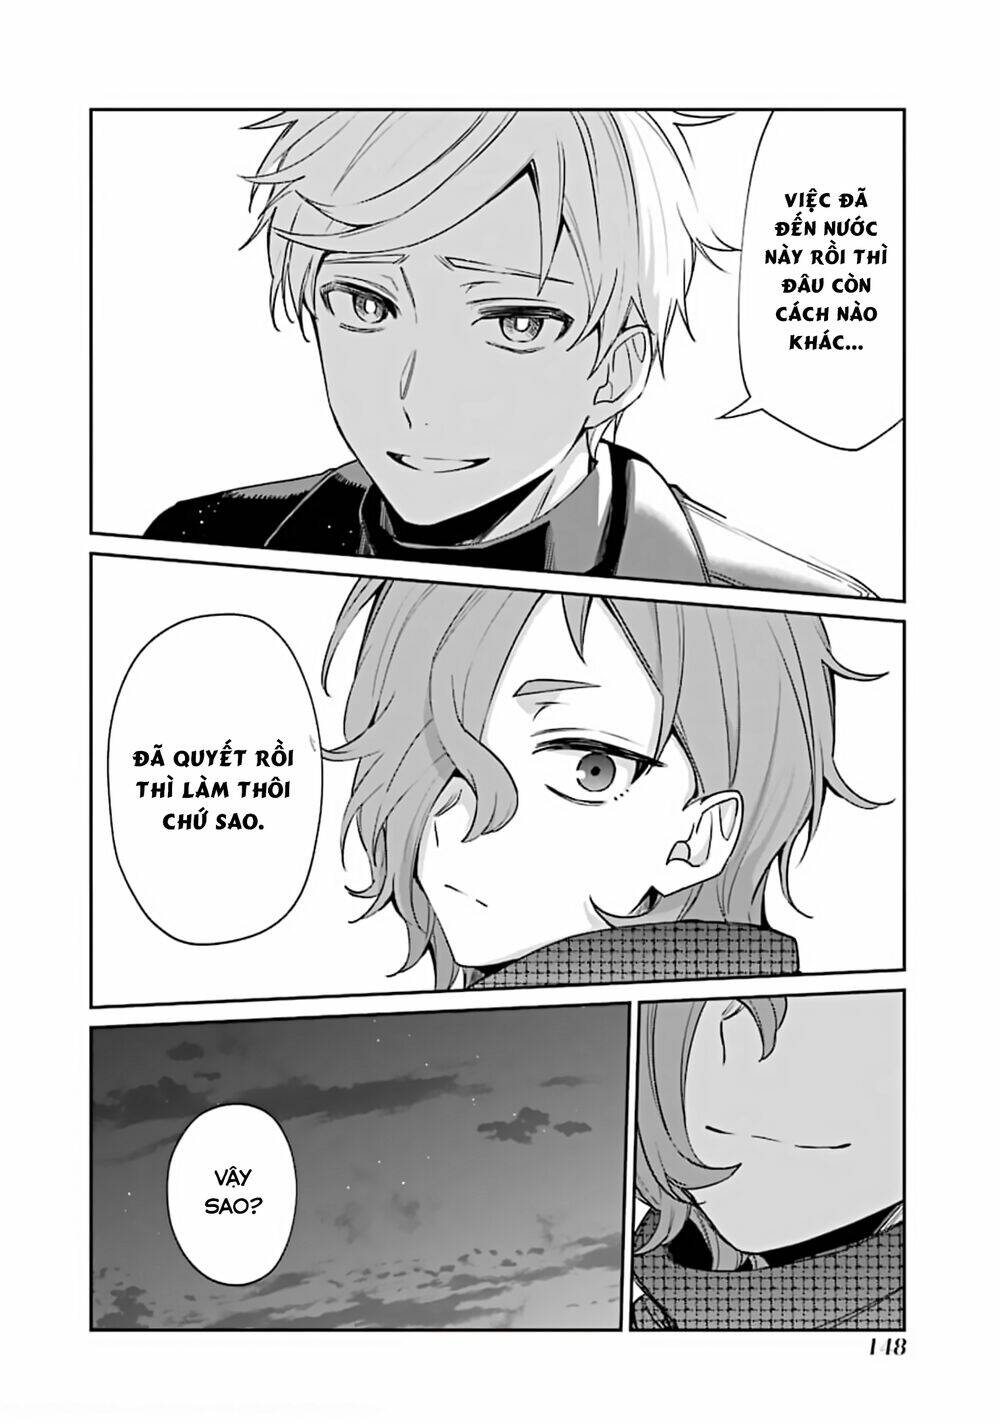 VIỆC ĐÃ
ĐẾN NƯỚC
NÀY RỒI THÌ
ĐÂU CÒN
CÁCH NÀO
KHÁC...
ĐÃ QUYẾT RỒI
THÌ LÀM THÔI
CHỨ SAO.
VẬY
SAO?
148